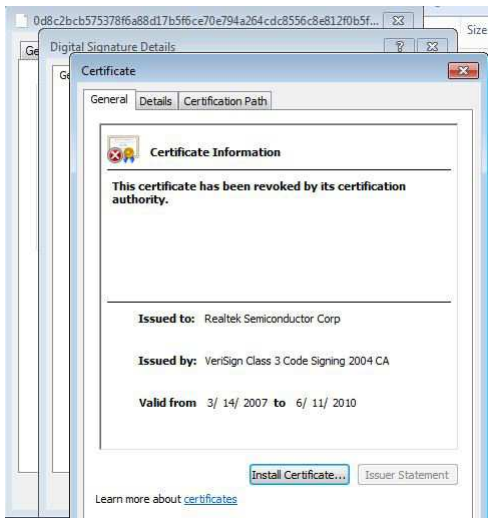 0d8c2bcb575378f6a88d17b5f6ce70e794a264cdc8556c8e812f0b5f...
Size
Digital Signature Details
Ge
Certificate
Ge
General Details Certification Path
Certificate Information
This certificate has been revoked by its certification
authority.
Issued to: Realtek Semiconductor Corp
Issued by: VeriSign Class 3 Code Signing 2004 CA
Valid from 3/ 14/ 2007 to 6/ 11/ 2010
Install Certificate... Issuer Statement
Learn more about certificates